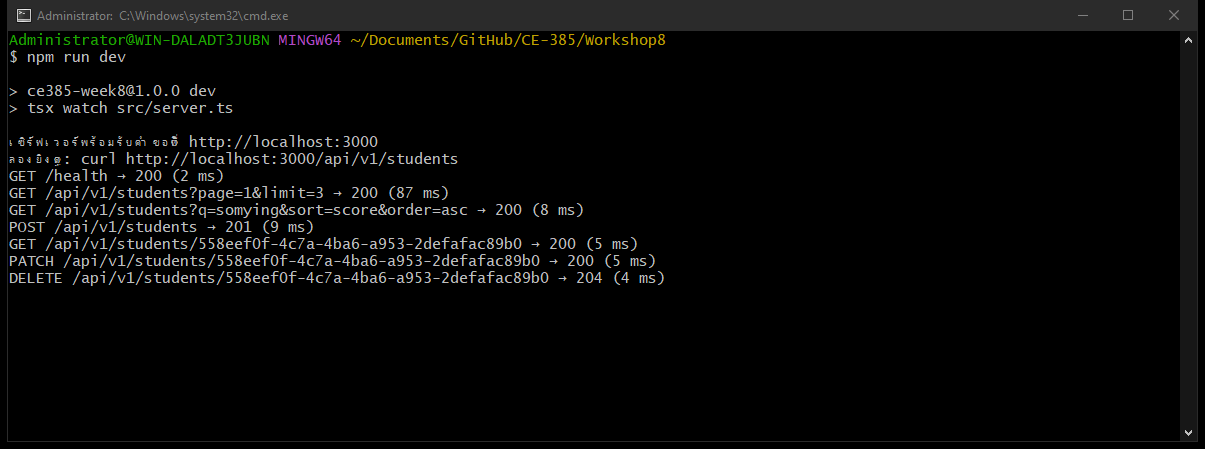 Administrator: C:\Windows\system32\cmd.exe
Administrator@WIN-DALADT3JUBN MINGW64 ~/Documents/GitHub/CE-385/Workshop8
$ npm run dev
> ce385-week8@1.0.0 dev
> tsx watch src/server.ts
เซิร์ฟเวอร์พร้อมรับคำขอที่ http://localhost:3000
ลองยิงดู: curl http://localhost:3000/api/v1/students
GET /health → 200 (2 ms)
GET /api/v1/students?page=1&limit=3 → 200 (87 ms)
GET /api/v1/students?q=somying&sort=score&order=asc → 200 (8 ms)
POST /api/v1/students → 201 (9 ms)
GET /api/v1/students/558eef0f-4c7a-4ba6-a953-2defafac89b0 → 200 (5 ms)
PATCH /api/v1/students/558eef0f-4c7a-4ba6-a953-2defafac89b0 → 200 (5 ms)
DELETE /api/v1/students/558eef0f-4c7a-4ba6-a953-2defafac89b0 → 204 (4 ms)